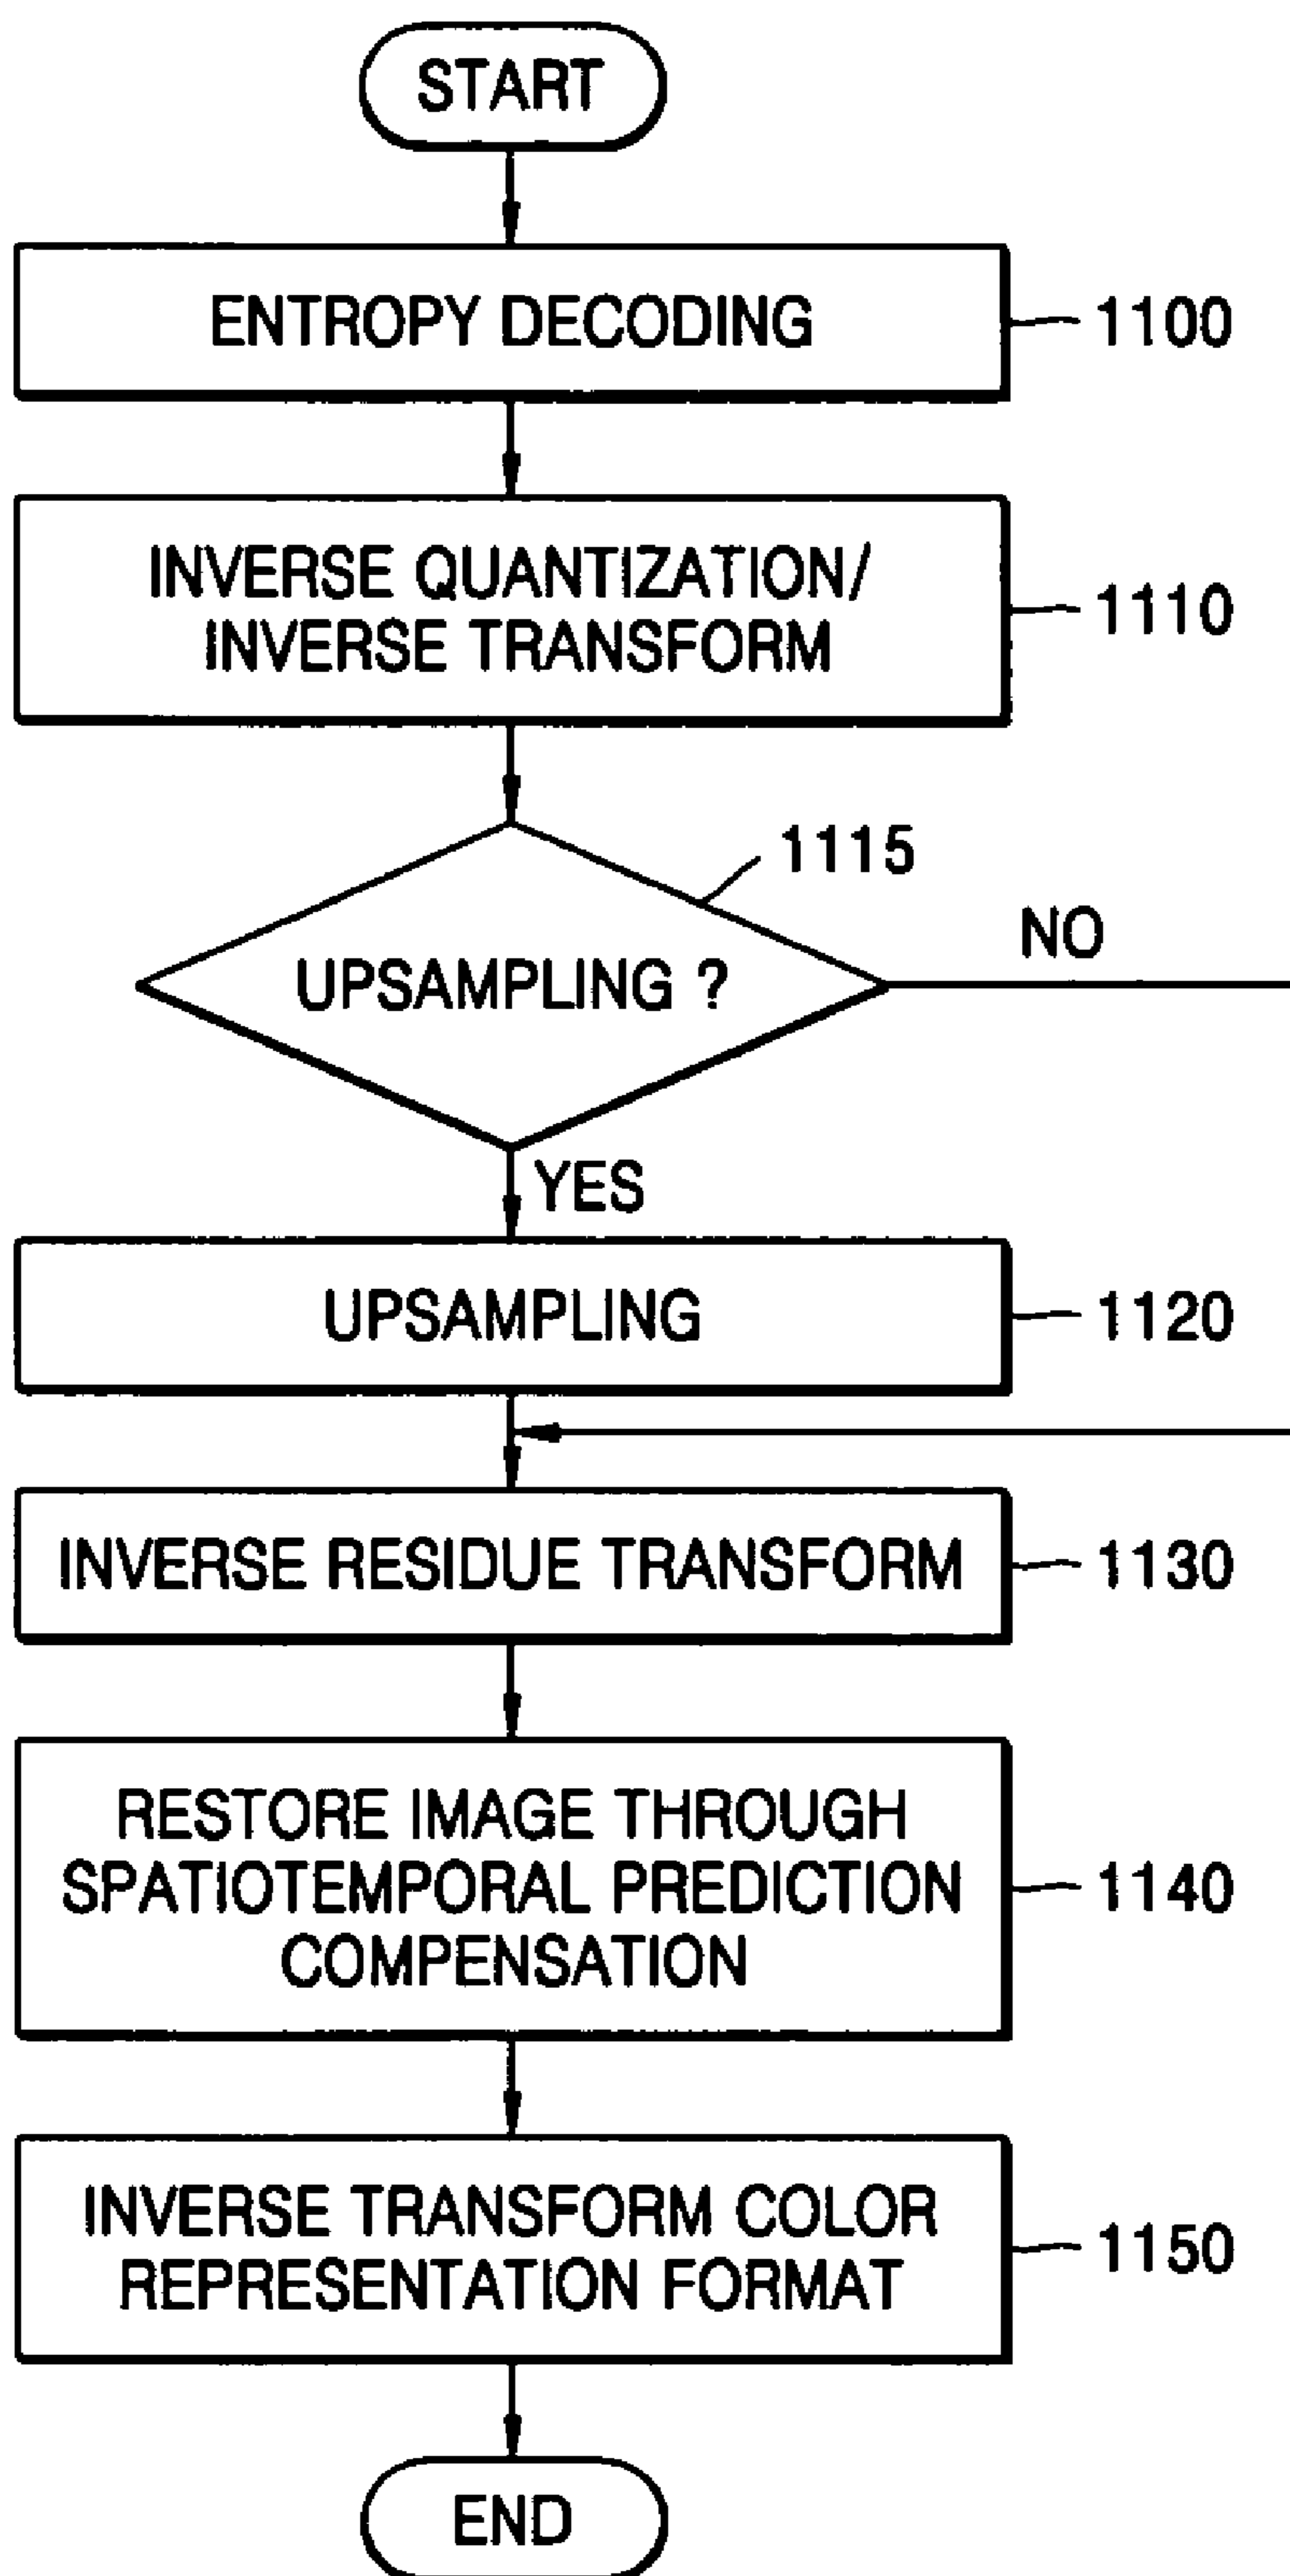 START
ENTROPY DECODING
1100
INVERSE QUANTIZATION/
INVERSE TRANSFORM
1110
1115
UPSAMPLING ?
NO
YES
UPSAMPLING
1120
INVERSE RESIDUE TRANSFORM
1130
RESTORE IMAGE THROUGH
SPATIOTEMPORAL PREDICTION
COMPENSATION
1140
INVERSE TRANSFORM COLOR
REPRESENTATION FORMAT
1150
END